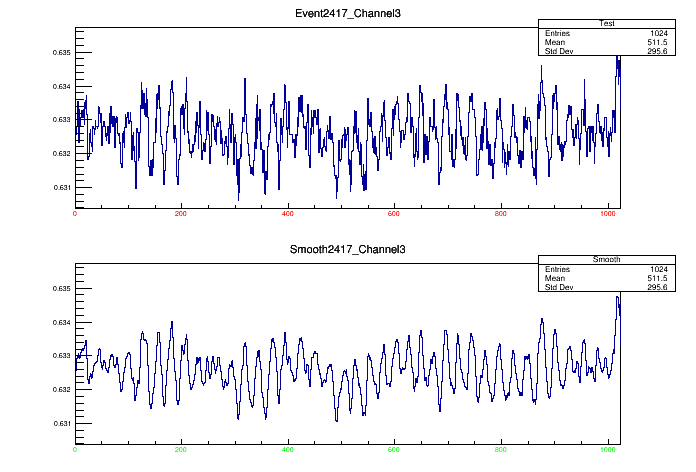 Event2417_Channel3
Test
Entries 1024
Mean 511.5
Std Dev 295.6
0.635
0.634
0.633
0.632
0.631
0 200 400 600 800 1000
Smooth2417_Channel3
Smooth
Entries 1024
Mean 511.5
Std Dev 295.6
0.635
0.634
0.633
0.632
0.631
0 200 400 600 800 1000